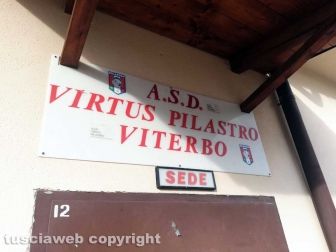 A.S.D.
VIRTUS PILASTRO
VITERBO
SEDE
12
tusciaweb copyright